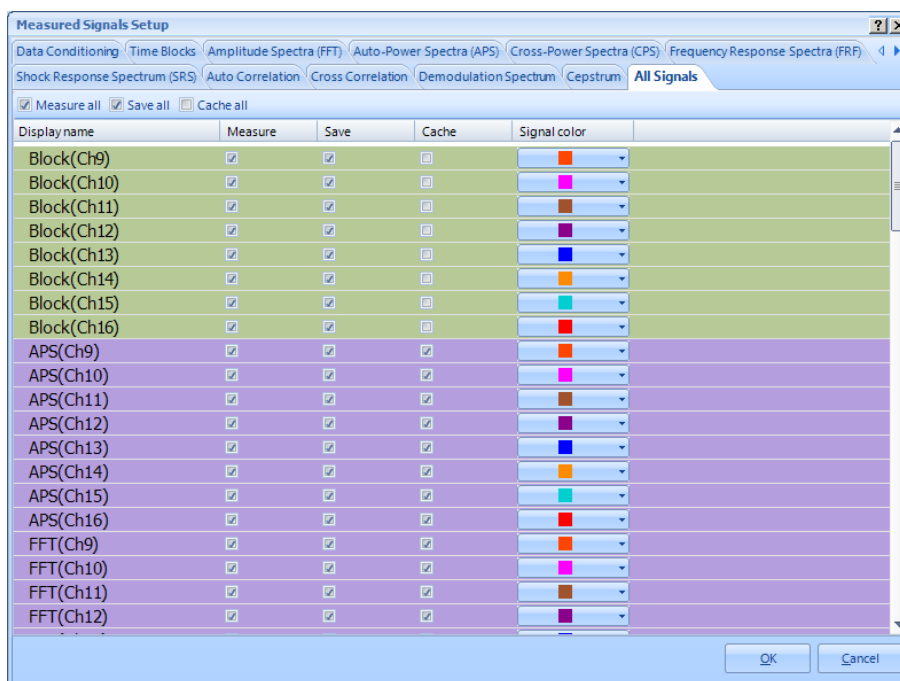 Measured Signals Setup
Data Conditioning Time Blocks Amplitude Spectra (FFT) Auto-Power Spectra (APS) Cross-Power Spectra (CPS) Frequency Response Spectra (FRF)
Shock Response Spectrum (SRS) Auto Correlation Cross Correlation Demodulation Spectrum Cepstrum All Signals
Measure all Save all Cache all
Display name Measure Save Cache Signal color
Block(Ch9)
Block(Ch10)
Block(Ch11)
Block(Ch12)
Block(Ch13)
Block(Ch14)
Block(Ch15)
Block(Ch16)
APS(Ch9)
APS(Ch10)
APS(Ch11)
APS(Ch12)
APS(Ch13)
APS(Ch14)
APS(Ch15)
APS(Ch16)
FFT(Ch9)
FFT(Ch10)
FFT(Ch11)
FFT(Ch12)
OK Cancel